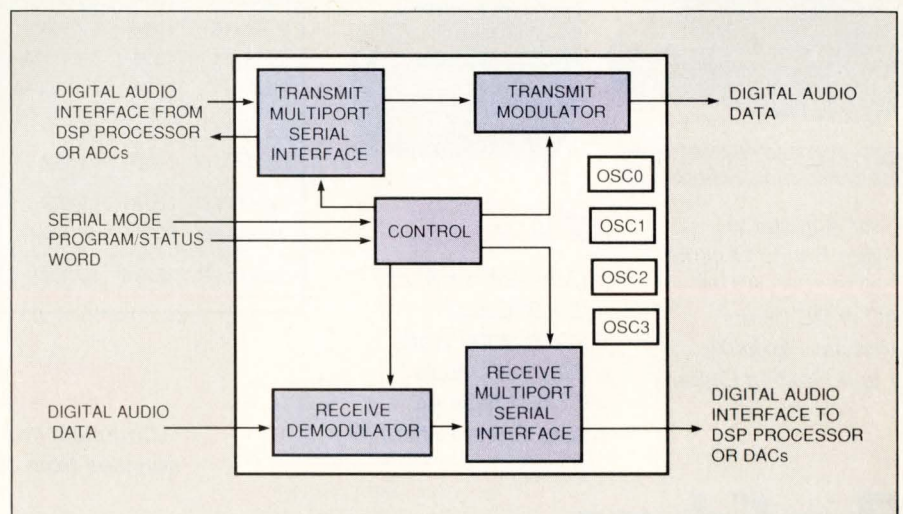 DIGITAL AUDIO
INTERFACE FROM
DSP PROCESSOR
OR ADCs
TRANSMIT
MULTIPORT
SERIAL
INTERFACE
TRANSMIT
MODULATOR
DIGITAL AUDIO
DATA
OSC0
OSC1
OSC2
OSC3
SERIAL MODE
PROGRAM/STATUS
WORD
CONTROL
DIGITAL AUDIO
DATA
RECEIVE
DEMODULATOR
RECEIVE
MULTIPORT
SERIAL
INTERFACE
DIGITAL AUDIO
INTERFACE TO
DSP PROCESSOR
OR DACs